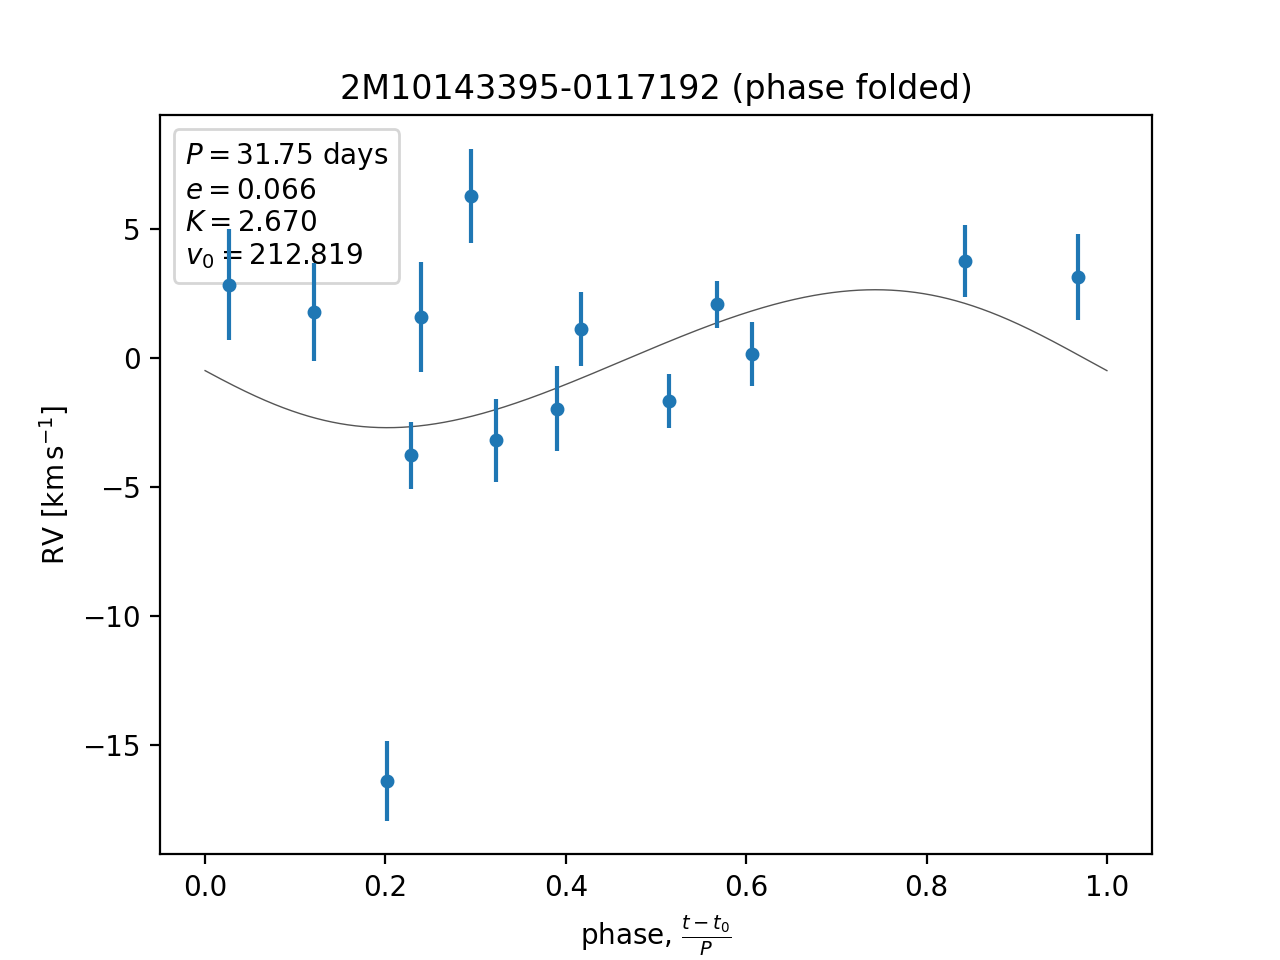 2M10143395-0117192 (phase folded)
P = 31.75 days
e = 0.066
K = 2.670
v₀ = 212.819
5
0
−5
−10
−15
RV [km s⁻¹]
0.0 0.2 0.4 0.6 0.8 1.0
phase, (t − t₀)/P